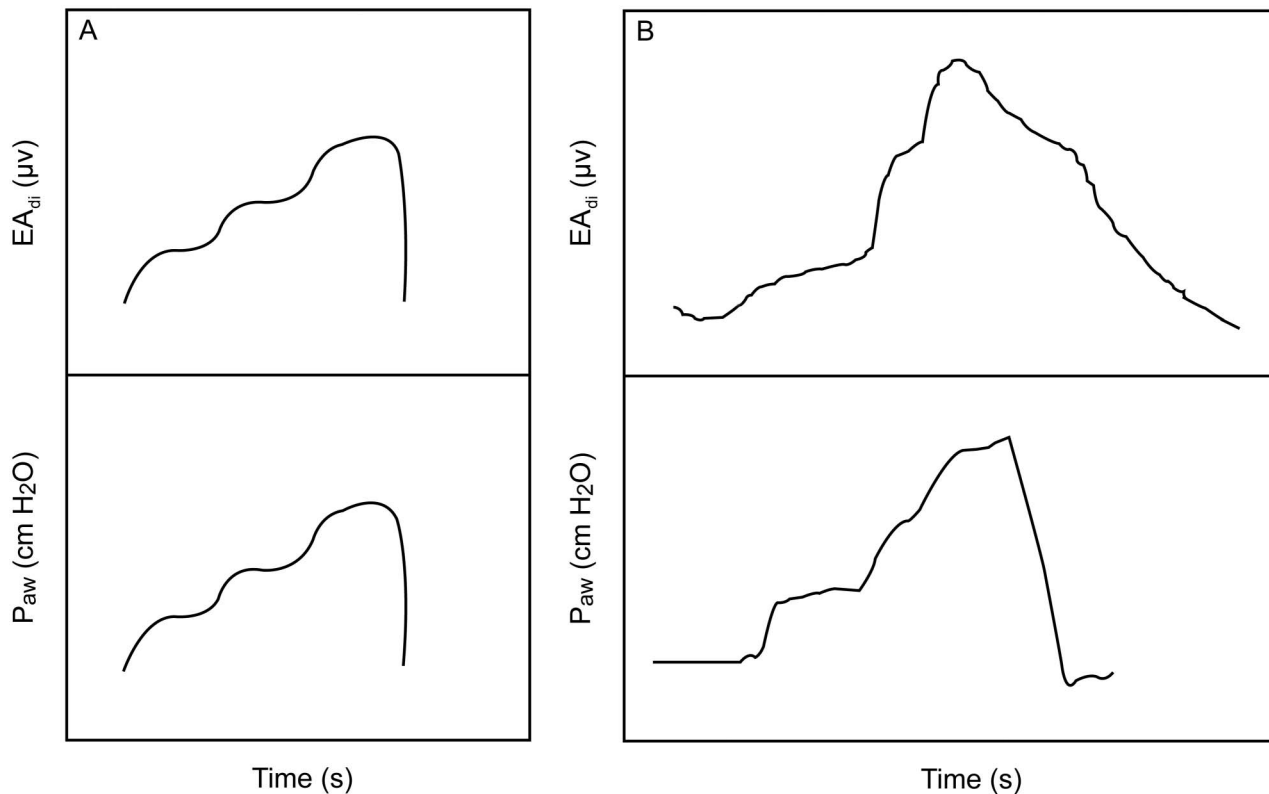 A
EAdi (μv)
Paw (cm H2O)
Time (s)
B
EAdi (μv)
Paw (cm H2O)
Time (s)